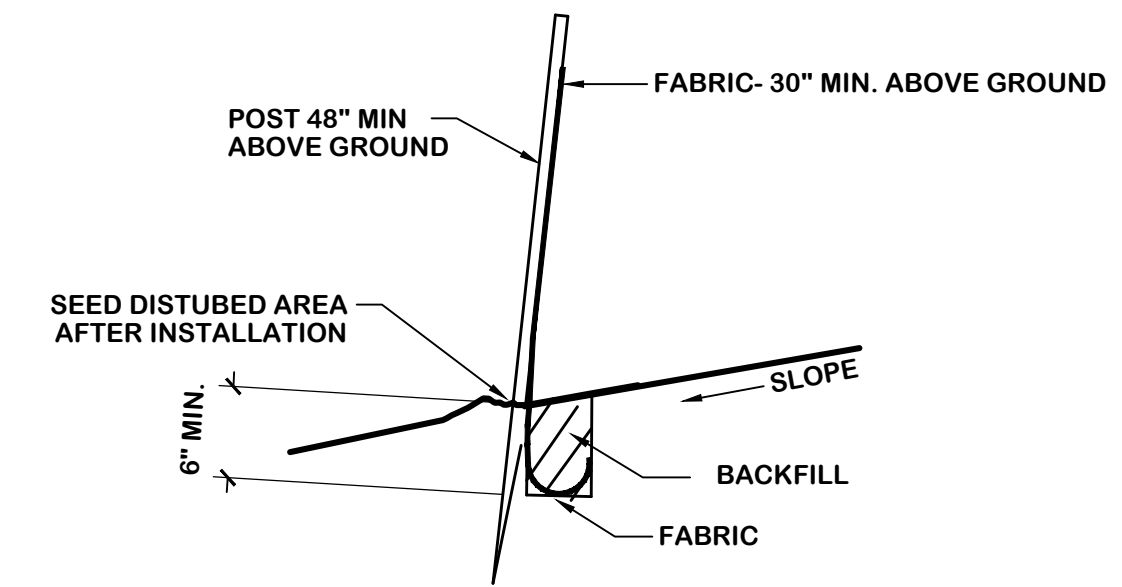 FABRIC- 30" MIN. ABOVE GROUND
POST 48" MIN
ABOVE GROUND
SEED DISTUBED AREA
AFTER INSTALLATION
SLOPE
6" MIN.
BACKFILL
FABRIC